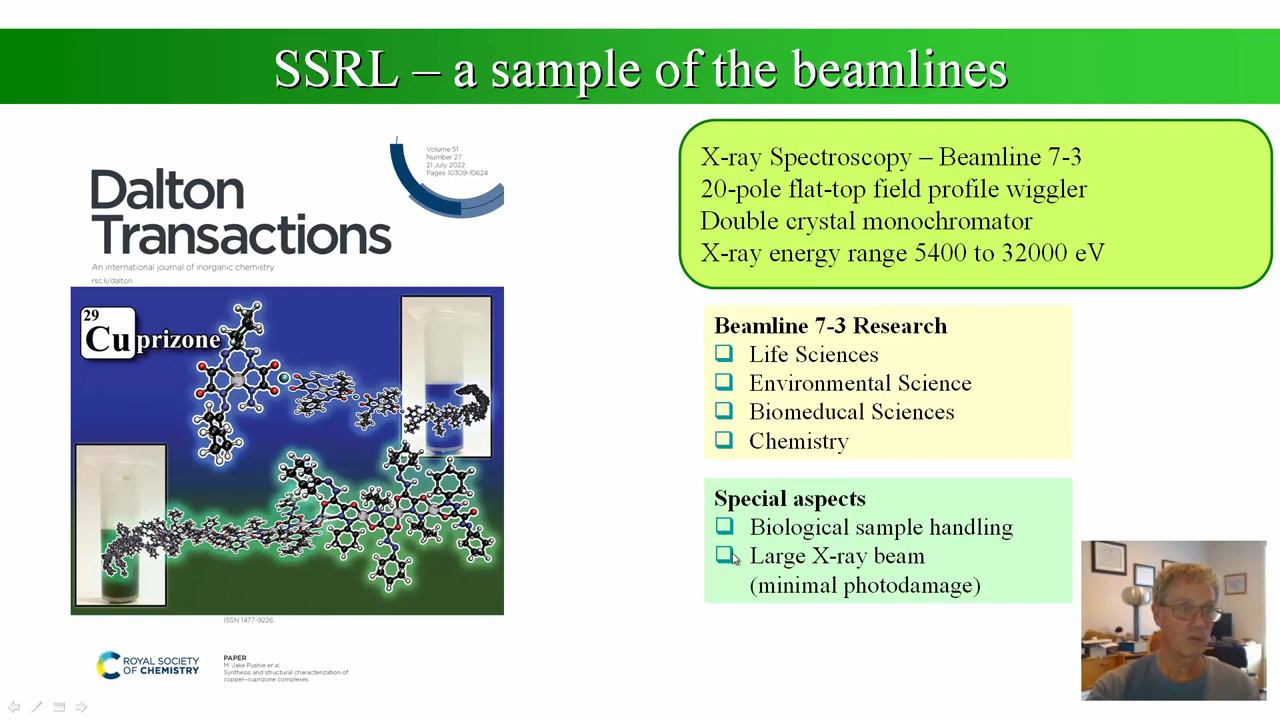 SSRL – a sample of the beamlines
Dalton
Transactions
An international journal of inorganic chemistry
rsc.li/dalton
Volume 51
Number 27
21 July 2022
Pages 10309-10624
29
Cuprizone
ISSN 1477-9226
ROYAL SOCIETY
OF CHEMISTRY
PAPER
M. Jake Pushie et al.
Synthesis and structural characterization of
copper–cuprizone complexes
X-ray Spectroscopy – Beamline 7-3
20-pole flat-top field profile wiggler
Double crystal monochromator
X-ray energy range 5400 to 32000 eV
Beamline 7-3 Research
Life Sciences
Environmental Science
Biomeducal Sciences
Chemistry
Special aspects
Biological sample handling
Large X-ray beam
(minimal photodamage)